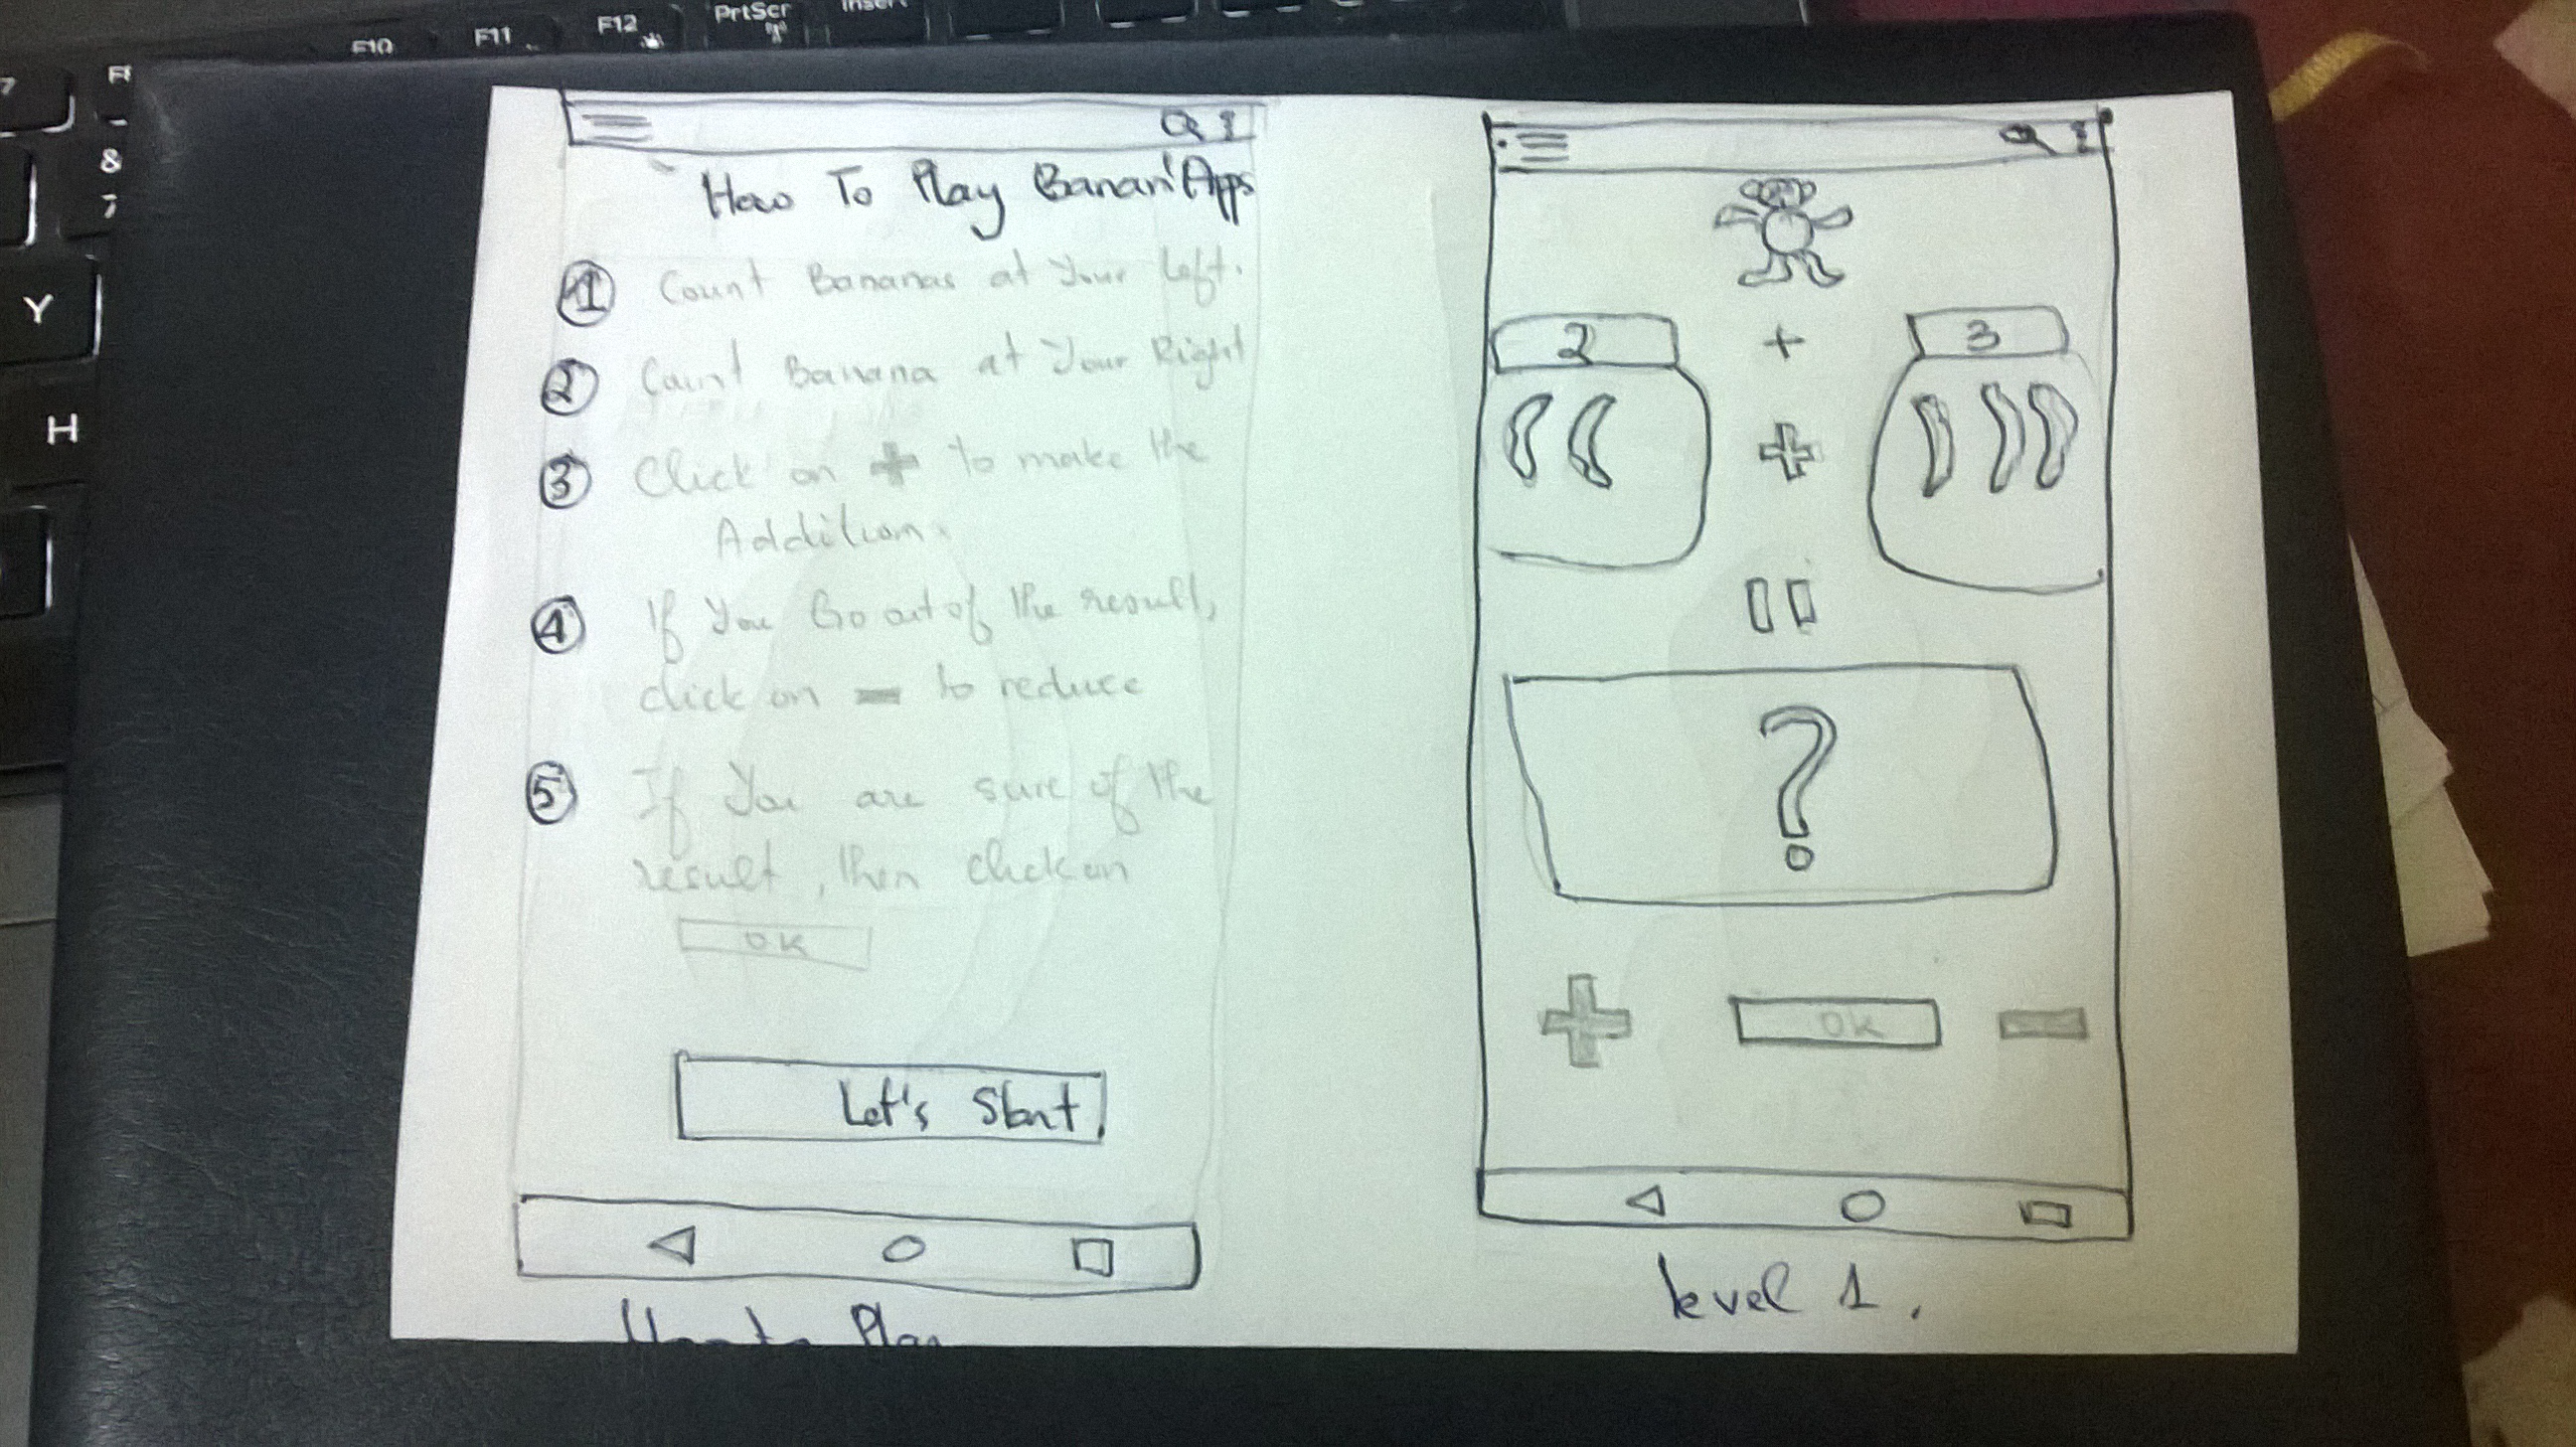 F10
F11
F12
PrtScr
Insert
7
&
7
Y
H
How To Play Banan'Apps
1 Count Bananas at Your Left.
2 Count Banana at Your Right
3 Click on + to make the
Addition.
4 If You Go out of the result,
click on - to reduce
5 If You are sure of the
result, then click on
OK
Let's Start
2
+
3
+
?
+
OK
-
level 1.